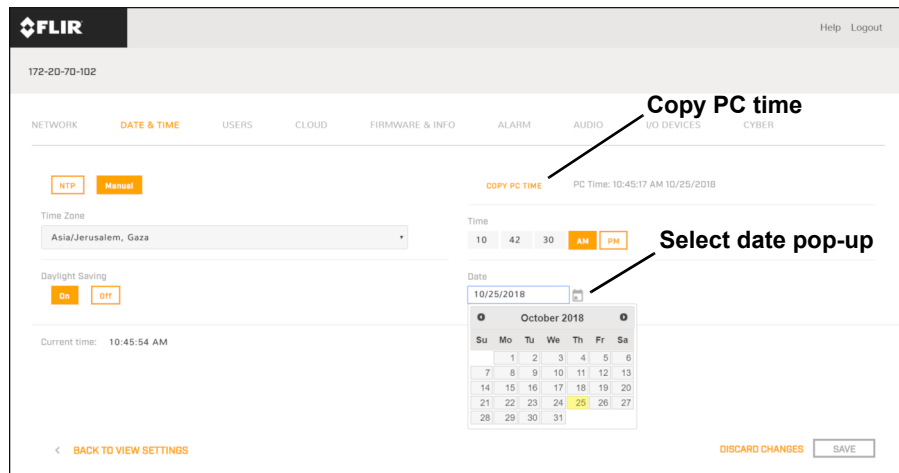 FLIR
Help Logout
172-20-70-102
Copy PC time
NETWORK DATE & TIME USERS CLOUD FIRMWARE & INFO ALARM AUDIO I/O DEVICES CYBER
NTP Manual
COPY PC TIME PC Time: 10:45:17 AM 10/25/2018
Time Zone
Asia/Jerusalem, Gaza
Time
10 42 30 AM PM
Select date pop-up
Daylight Saving
On Off
Date
10/25/2018
October 2018
Su Mo Tu We Th Fr Sa
1 2 3 4 5 6
7 8 9 10 11 12 13
14 15 16 17 18 19 20
21 22 23 24 25 26 27
28 29 30 31
Current time: 10:45:54 AM
< BACK TO VIEW SETTINGS
DISCARD CHANGES SAVE